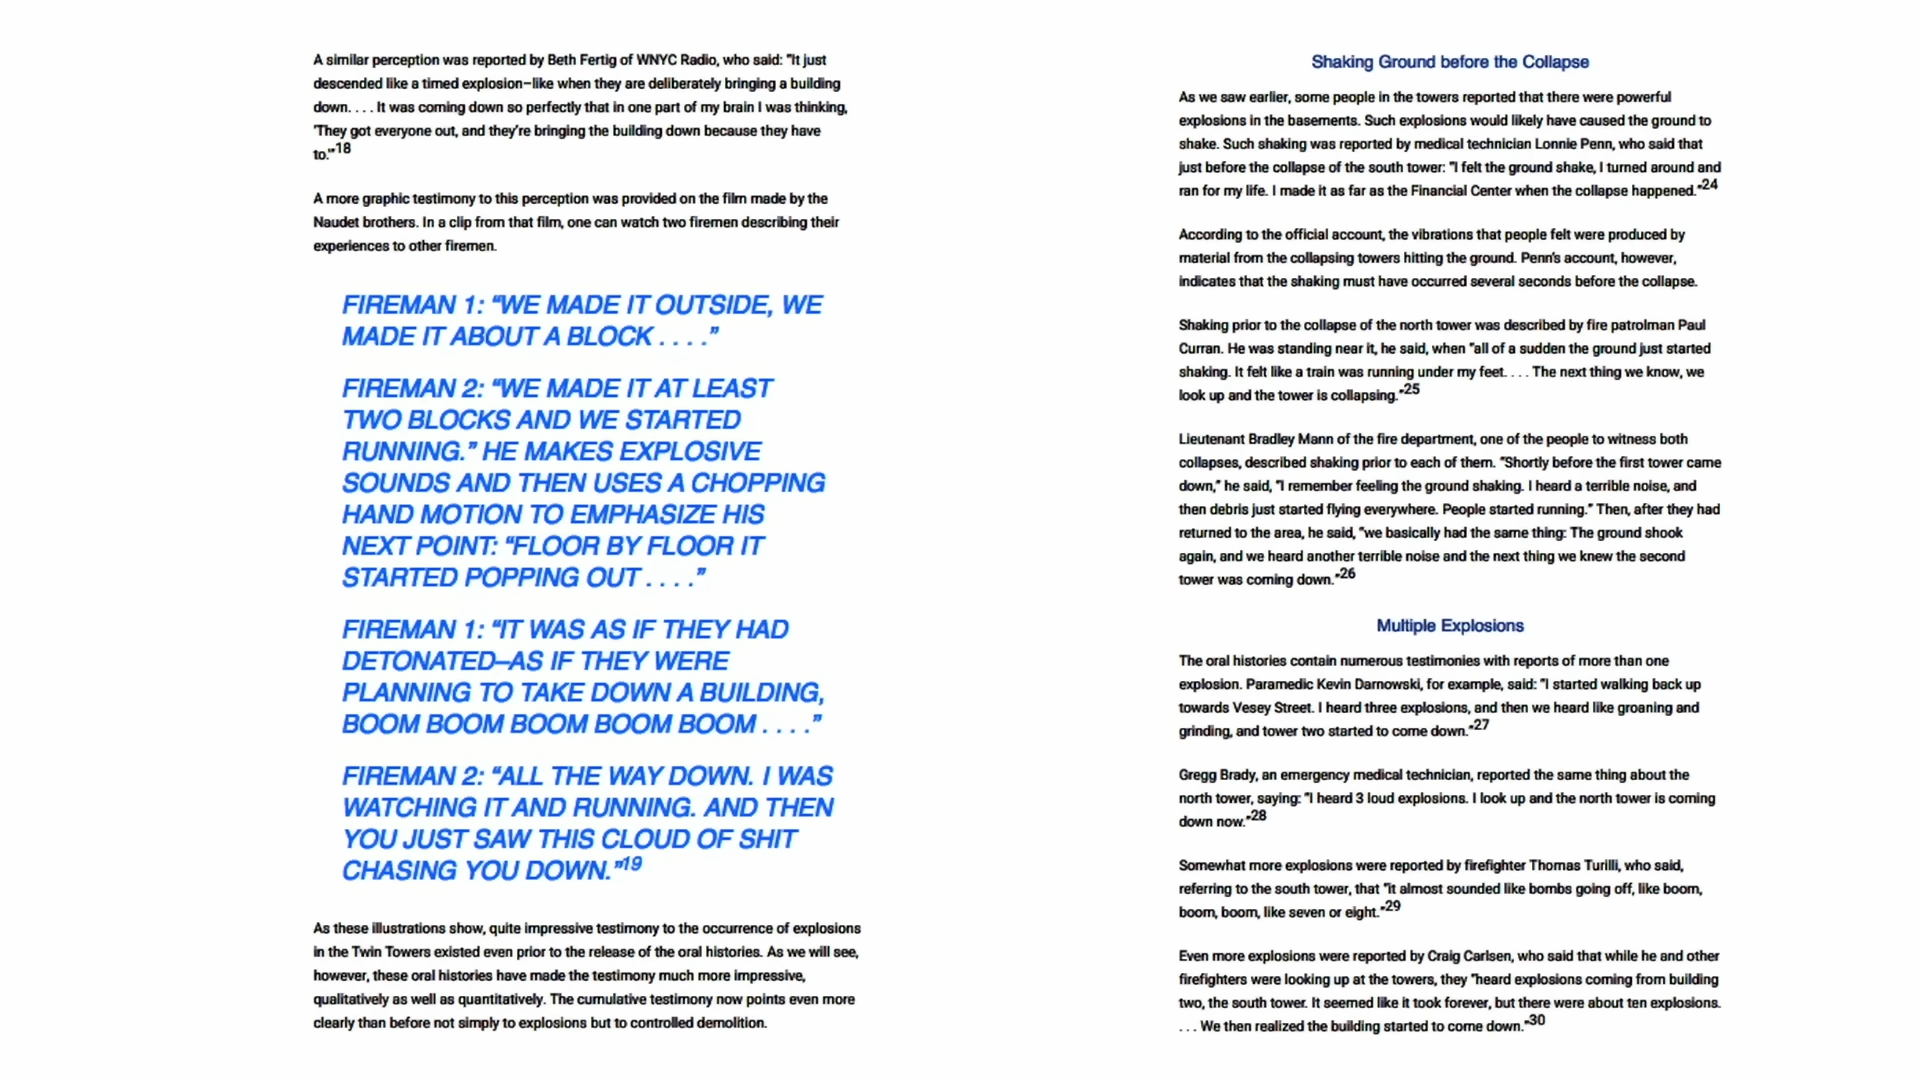 A similar perception was reported by Beth Fertig of WNYC Radio, who said: "It just
descended like a timed explosion–like when they are deliberately bringing a building
down. . . . It was coming down so perfectly that in one part of my brain I was thinking,
'They got everyone out, and they're bringing the building down because they have
to.'"18
A more graphic testimony to this perception was provided on the film made by the
Naudet brothers. In a clip from that film, one can watch two firemen describing their
experiences to other firemen.
FIREMAN 1: “WE MADE IT OUTSIDE, WE
MADE IT ABOUT A BLOCK . . . .”
FIREMAN 2: “WE MADE IT AT LEAST
TWO BLOCKS AND WE STARTED
RUNNING.” HE MAKES EXPLOSIVE
SOUNDS AND THEN USES A CHOPPING
HAND MOTION TO EMPHASIZE HIS
NEXT POINT: “FLOOR BY FLOOR IT
STARTED POPPING OUT . . . .”
FIREMAN 1: “IT WAS AS IF THEY HAD
DETONATED–AS IF THEY WERE
PLANNING TO TAKE DOWN A BUILDING,
BOOM BOOM BOOM BOOM BOOM . . . .”
FIREMAN 2: “ALL THE WAY DOWN. I WAS
WATCHING IT AND RUNNING. AND THEN
YOU JUST SAW THIS CLOUD OF SHIT
CHASING YOU DOWN.”19
As these illustrations show, quite impressive testimony to the occurrence of explosions
in the Twin Towers existed even prior to the release of the oral histories. As we will see,
however, these oral histories have made the testimony much more impressive,
qualitatively as well as quantitatively. The cumulative testimony now points even more
clearly than before not simply to explosions but to controlled demolition.
Shaking Ground before the Collapse
As we saw earlier, some people in the towers reported that there were powerful
explosions in the basements. Such explosions would likely have caused the ground to
shake. Such shaking was reported by medical technician Lonnie Penn, who said that
just before the collapse of the south tower: "I felt the ground shake, I turned around and
ran for my life. I made it as far as the Financial Center when the collapse happened."24
According to the official account, the vibrations that people felt were produced by
material from the collapsing towers hitting the ground. Penn's account, however,
indicates that the shaking must have occurred several seconds before the collapse.
Shaking prior to the collapse of the north tower was described by fire patrolman Paul
Curran. He was standing near it, he said, when "all of a sudden the ground just started
shaking. It felt like a train was running under my feet. . . . The next thing we know, we
look up and the tower is collapsing."25
Lieutenant Bradley Mann of the fire department, one of the people to witness both
collapses, described shaking prior to each of them. "Shortly before the first tower came
down," he said, "I remember feeling the ground shaking. I heard a terrible noise, and
then debris just started flying everywhere. People started running." Then, after they had
returned to the area, he said, "we basically had the same thing: The ground shook
again, and we heard another terrible noise and the next thing we knew the second
tower was coming down."26
Multiple Explosions
The oral histories contain numerous testimonies with reports of more than one
explosion. Paramedic Kevin Darnowski, for example, said: "I started walking back up
towards Vesey Street. I heard three explosions, and then we heard like groaning and
grinding, and tower two started to come down."27
Gregg Brady, an emergency medical technician, reported the same thing about the
north tower, saying: "I heard 3 loud explosions. I look up and the north tower is coming
down now."28
Somewhat more explosions were reported by firefighter Thomas Turilli, who said,
referring to the south tower, that "it almost sounded like bombs going off, like boom,
boom, boom, like seven or eight."29
Even more explosions were reported by Craig Carlsen, who said that while he and other
firefighters were looking up at the towers, they "heard explosions coming from building
two, the south tower. It seemed like it took forever, but there were about ten explosions.
. . . We then realized the building started to come down."30